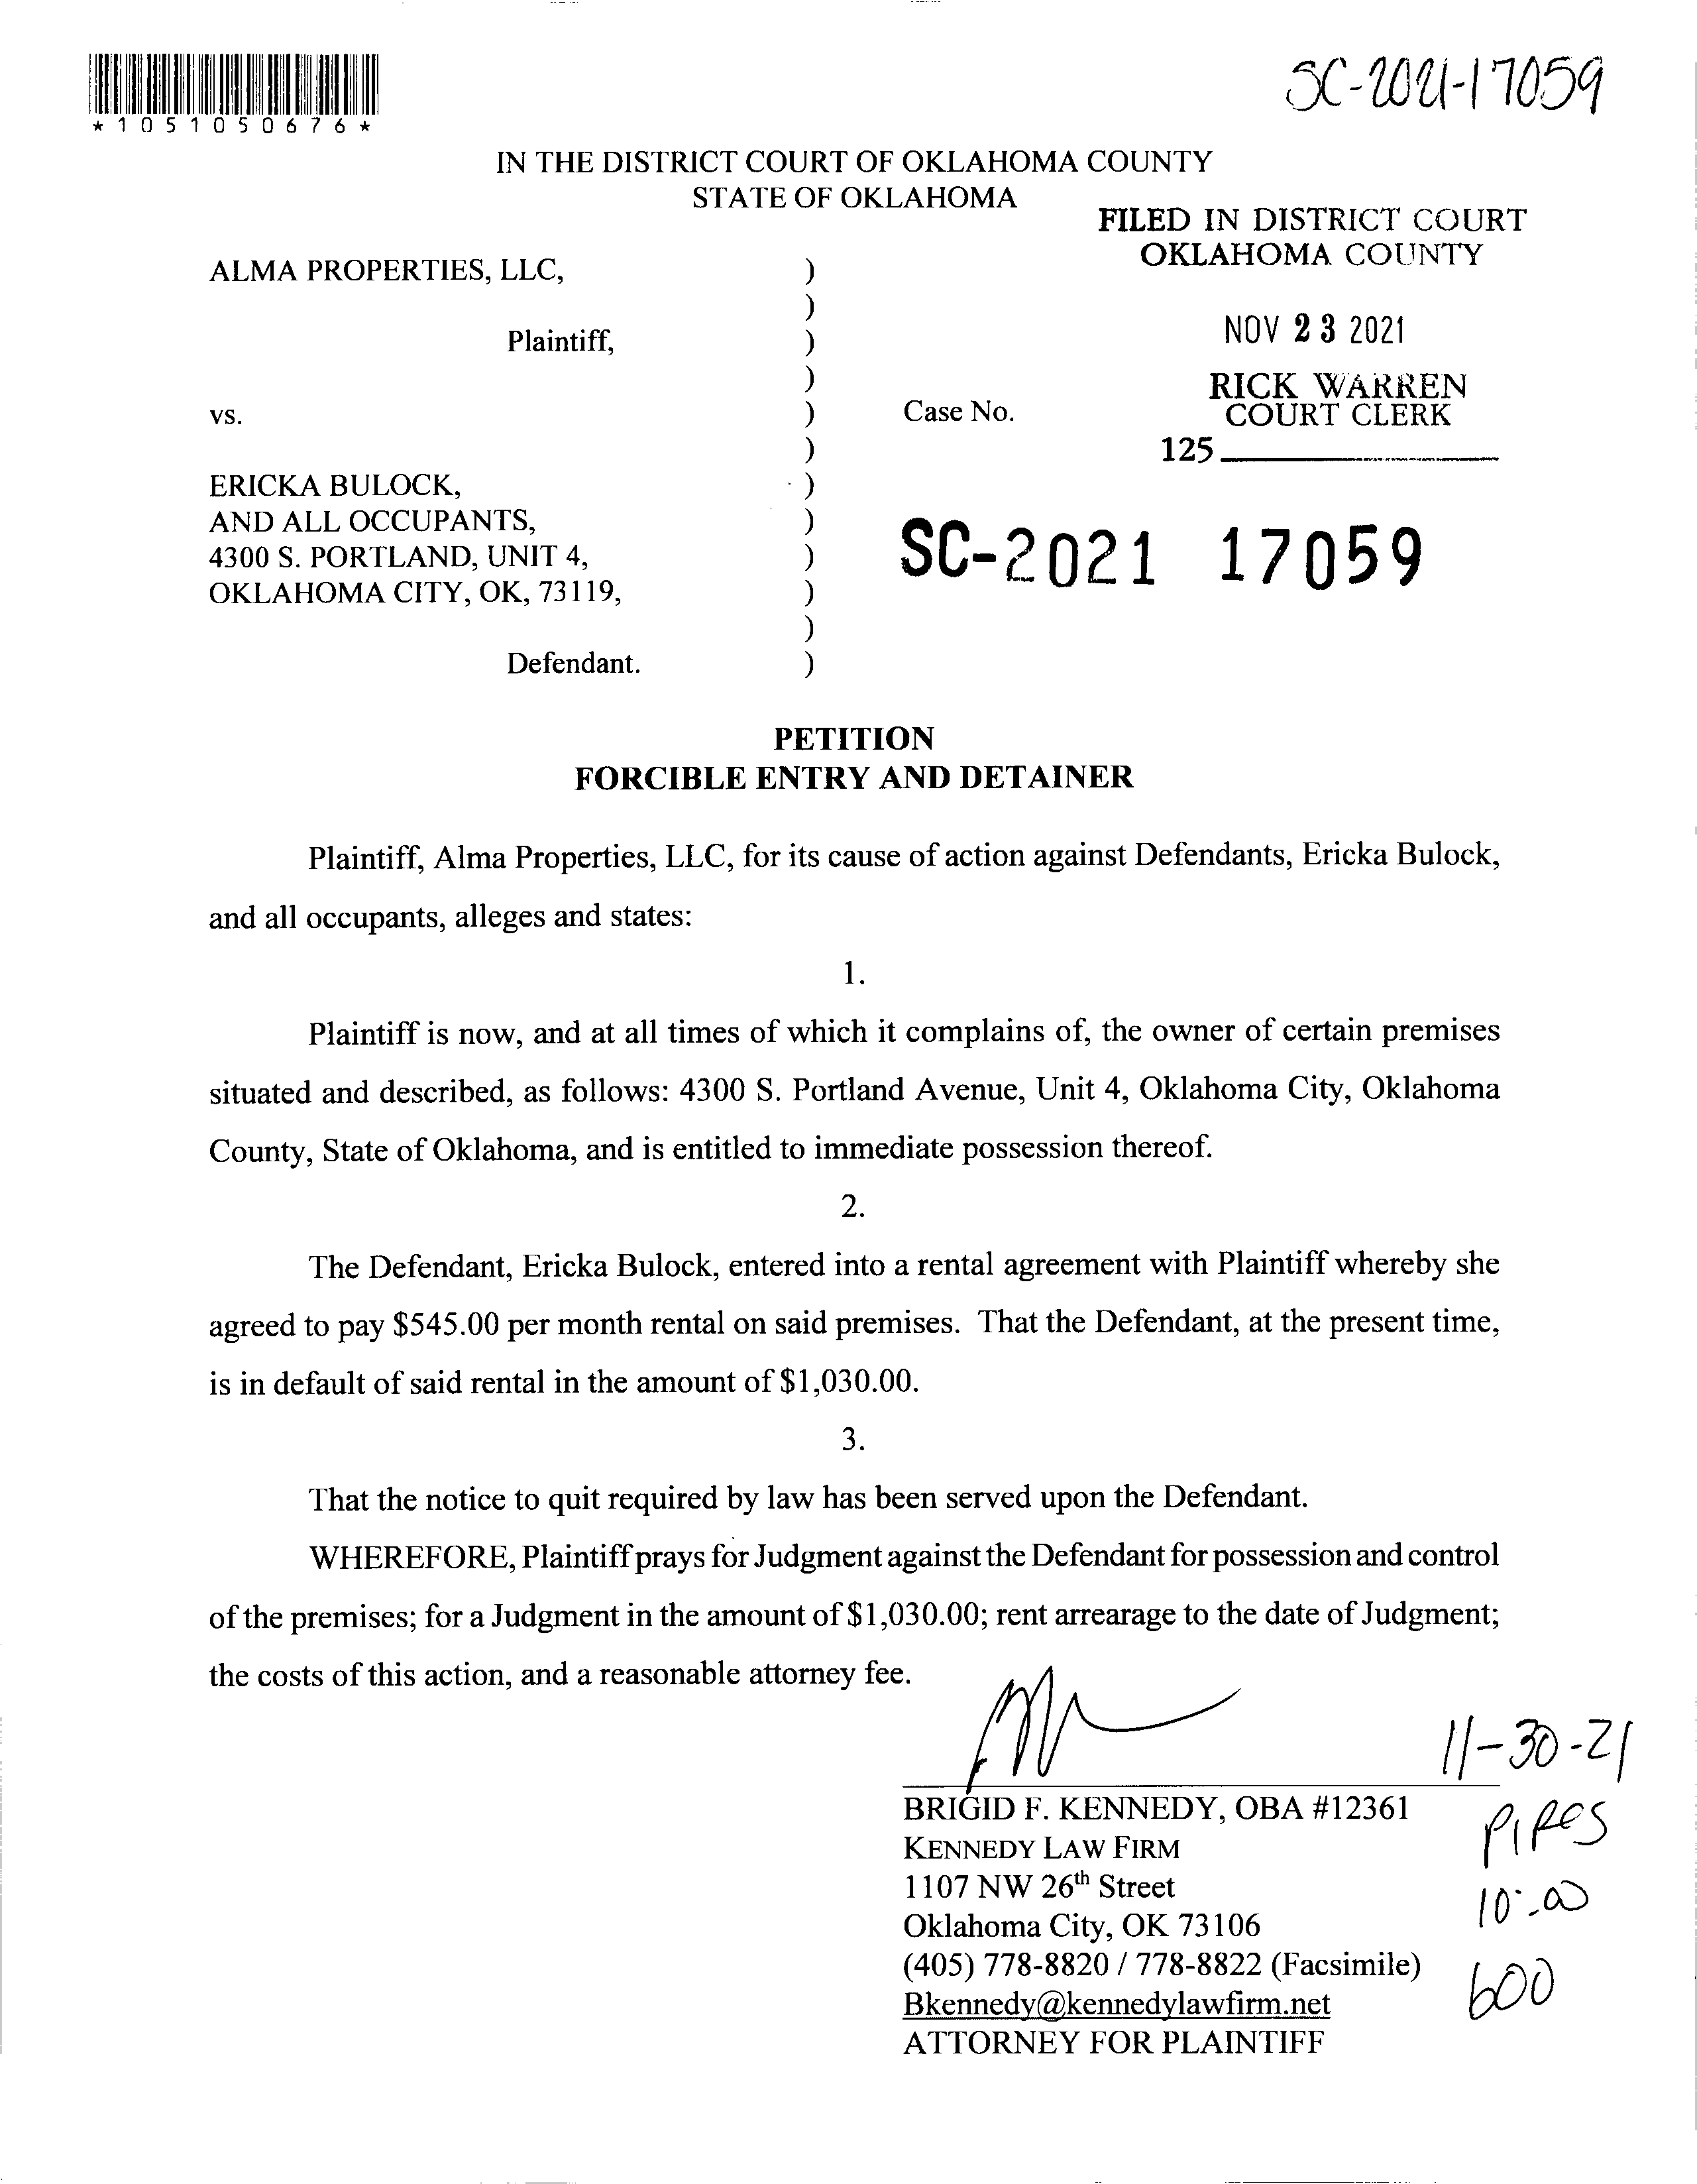 SC-2021-17059
*1051050676*
IN THE DISTRICT COURT OF OKLAHOMA COUNTY
STATE OF OKLAHOMA
FILED IN DISTRICT COURT
OKLAHOMA COUNTY
NOV 23 2021
RICK WARREN
COURT CLERK
125
ALMA PROPERTIES, LLC, )
)
Plaintiff, )
)
vs. ) Case No.
)
ERICKA BULOCK, )
AND ALL OCCUPANTS, )
4300 S. PORTLAND, UNIT 4, )
OKLAHOMA CITY, OK, 73119, )
)
Defendant. )
SC-2021 17059
PETITION
FORCIBLE ENTRY AND DETAINER
Plaintiff, Alma Properties, LLC, for its cause of action against Defendants, Ericka Bulock,
and all occupants, alleges and states:
1.
Plaintiff is now, and at all times of which it complains of, the owner of certain premises
situated and described, as follows: 4300 S. Portland Avenue, Unit 4, Oklahoma City, Oklahoma
County, State of Oklahoma, and is entitled to immediate possession thereof.
2.
The Defendant, Ericka Bulock, entered into a rental agreement with Plaintiff whereby she
agreed to pay $545.00 per month rental on said premises. That the Defendant, at the present time,
is in default of said rental in the amount of $1,030.00.
3.
That the notice to quit required by law has been served upon the Defendant.
WHEREFORE, Plaintiff prays for Judgment against the Defendant for possession and control
of the premises; for a Judgment in the amount of $1,030.00; rent arrearage to the date of Judgment;
the costs of this action, and a reasonable attorney fee.
BRIGID F. KENNEDY, OBA #12361
KENNEDY LAW FIRM
1107 NW 26th Street
Oklahoma City, OK 73106
(405) 778-8820 / 778-8822 (Facsimile)
Bkennedy@kennedylawfirm.net
ATTORNEY FOR PLAINTIFF
11-30-21
Pipes
10:00
600